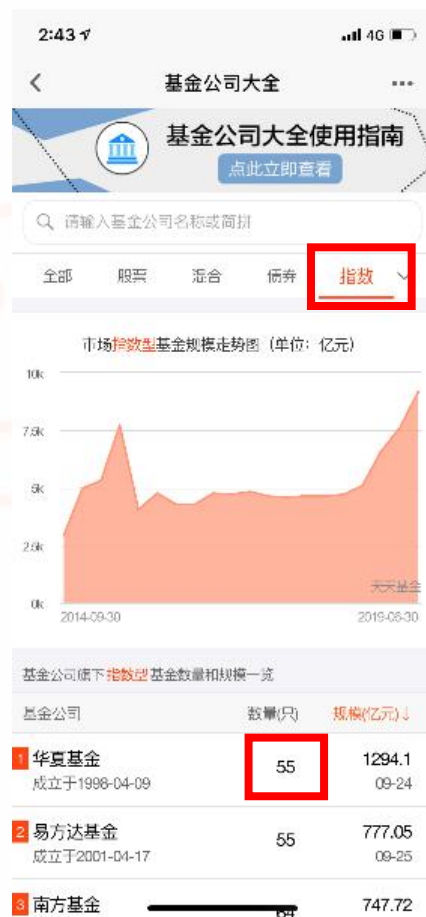 2:43
4G
基金公司大全
基金公司大全使用指南
点此立即查看
请输入基金公司名称或简拼
全部 股票 混合 债券 指数
市场指数型基金规模走势图（单位：亿元）
10k
7.5k
5k
2.5k
0k
天天基金
2014-09-30 2019-06-30
基金公司旗下指数型基金数量和规模一览
基金公司 数量(只) 规模(亿元)↓
1 华夏基金 55 1294.1
成立于1998-04-09 09-24
2 易方达基金 55 777.05
成立于2001-04-17 09-25
3 南方基金 747.72